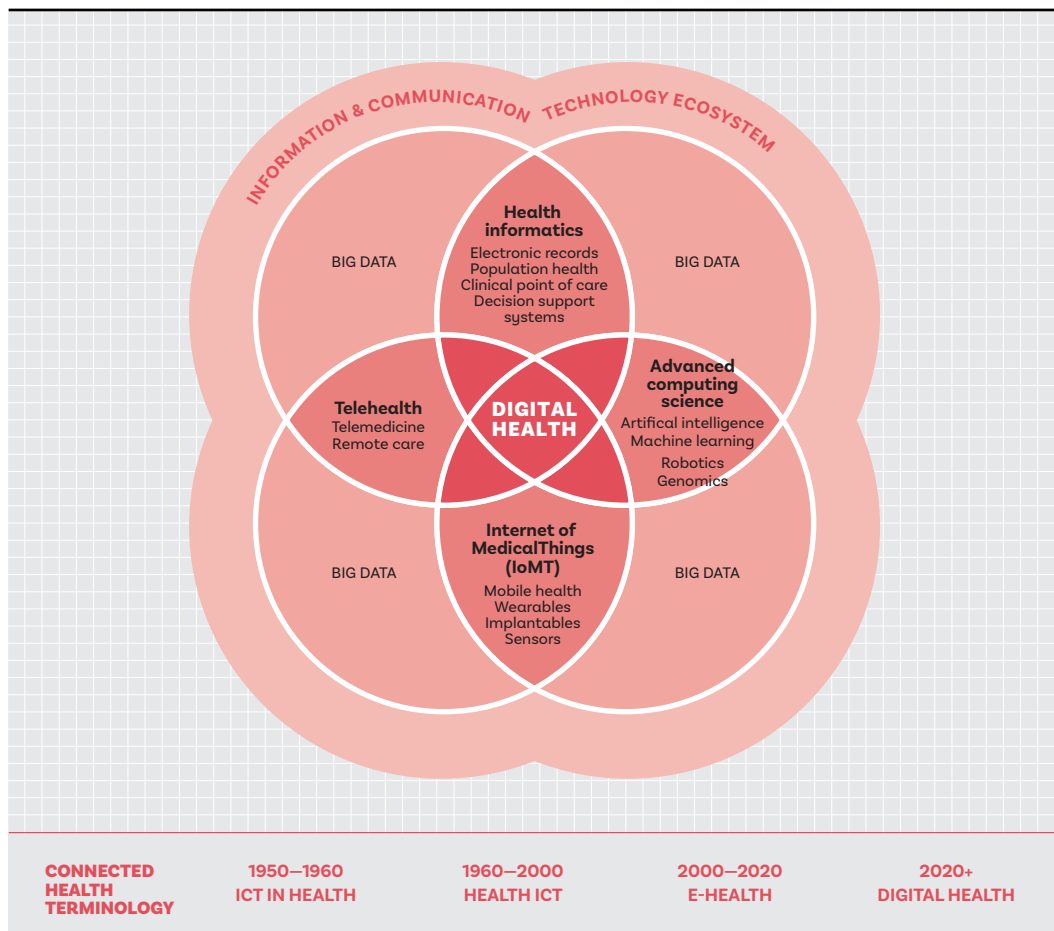 INFORMATION & COMMUNICATION TECHNOLOGY ECOSYSTEM
BIG DATA
Health
informatics
Electronic records
Population health
Clinical point of care
Decision support
systems
BIG DATA
Telehealth
Telemedicine
Remote care
DIGITAL
HEALTH
Advanced
computing
science
Artifical intelligence
Machine learning
Robotics
Genomics
BIG DATA
Internet of
MedicalThings
(IoMT)
Mobile health
Wearables
Implantables
Sensors
BIG DATA
CONNECTED
HEALTH
TERMINOLOGY
1950—1960
ICT IN HEALTH
1960—2000
HEALTH ICT
2000—2020
E-HEALTH
2020+
DIGITAL HEALTH